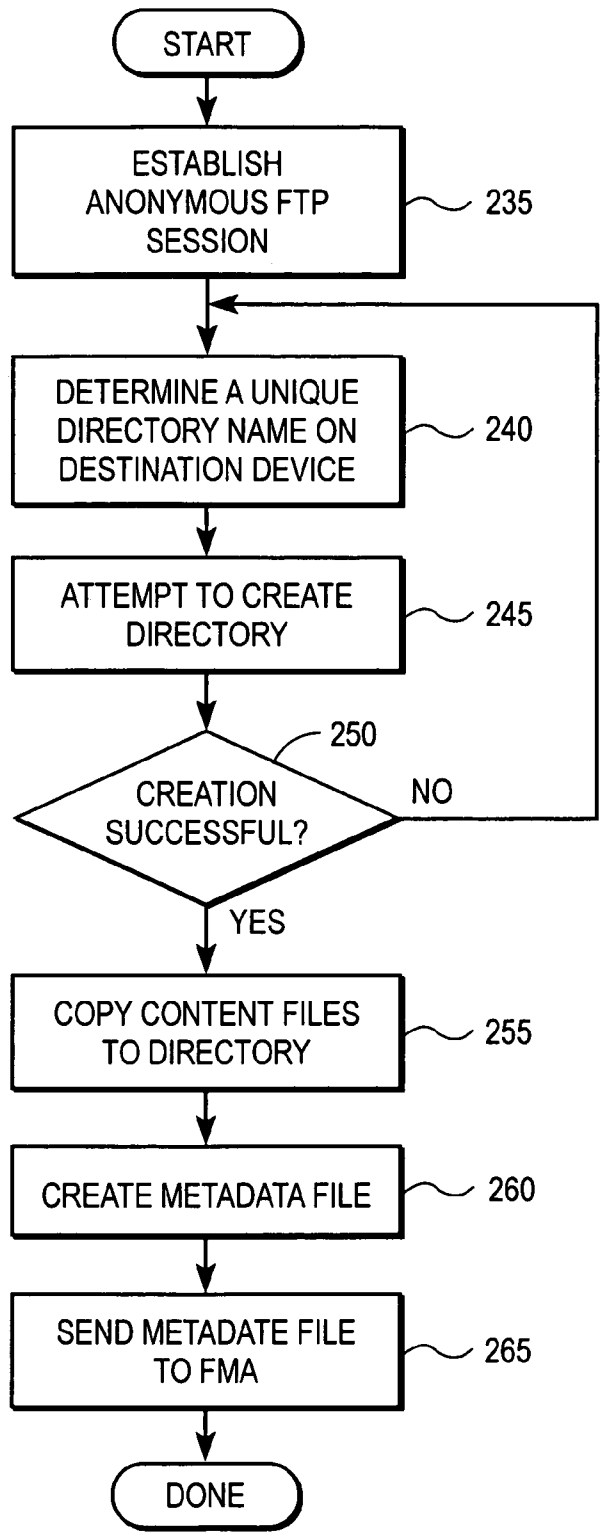 START
ESTABLISH
ANONYMOUS FTP
SESSION
235
DETERMINE A UNIQUE
DIRECTORY NAME ON
DESTINATION DEVICE
240
ATTEMPT TO CREATE
DIRECTORY
245
250
CREATION
SUCCESSFUL?
NO
YES
COPY CONTENT FILES
TO DIRECTORY
255
CREATE METADATA FILE
260
SEND METADATE FILE
TO FMA
265
DONE